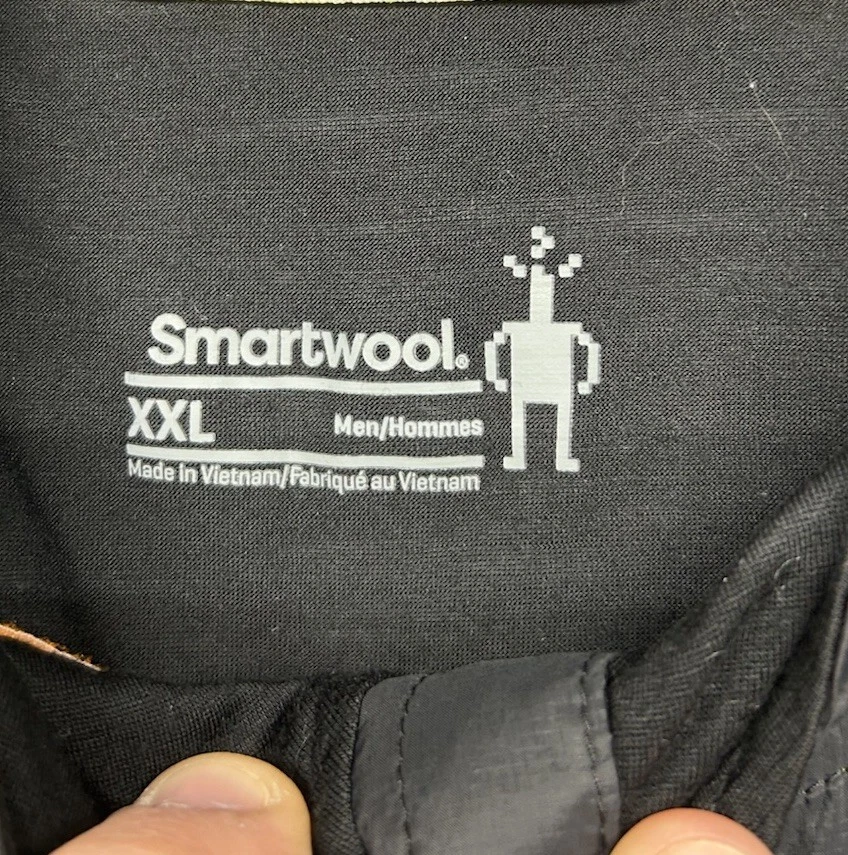 Smartwool®
XXL Men/Hommes
Made in Vietnam/Fabriqué au Vietnam